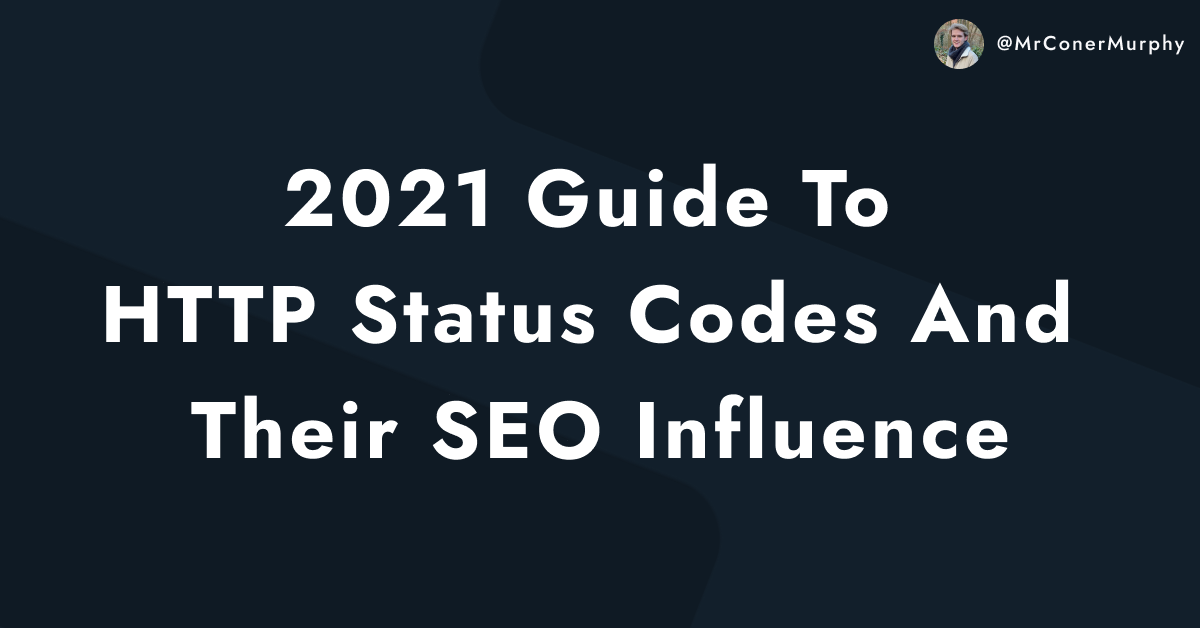 @MrConerMurphy
2021 Guide To
HTTP Status Codes And
Their SEO Influence